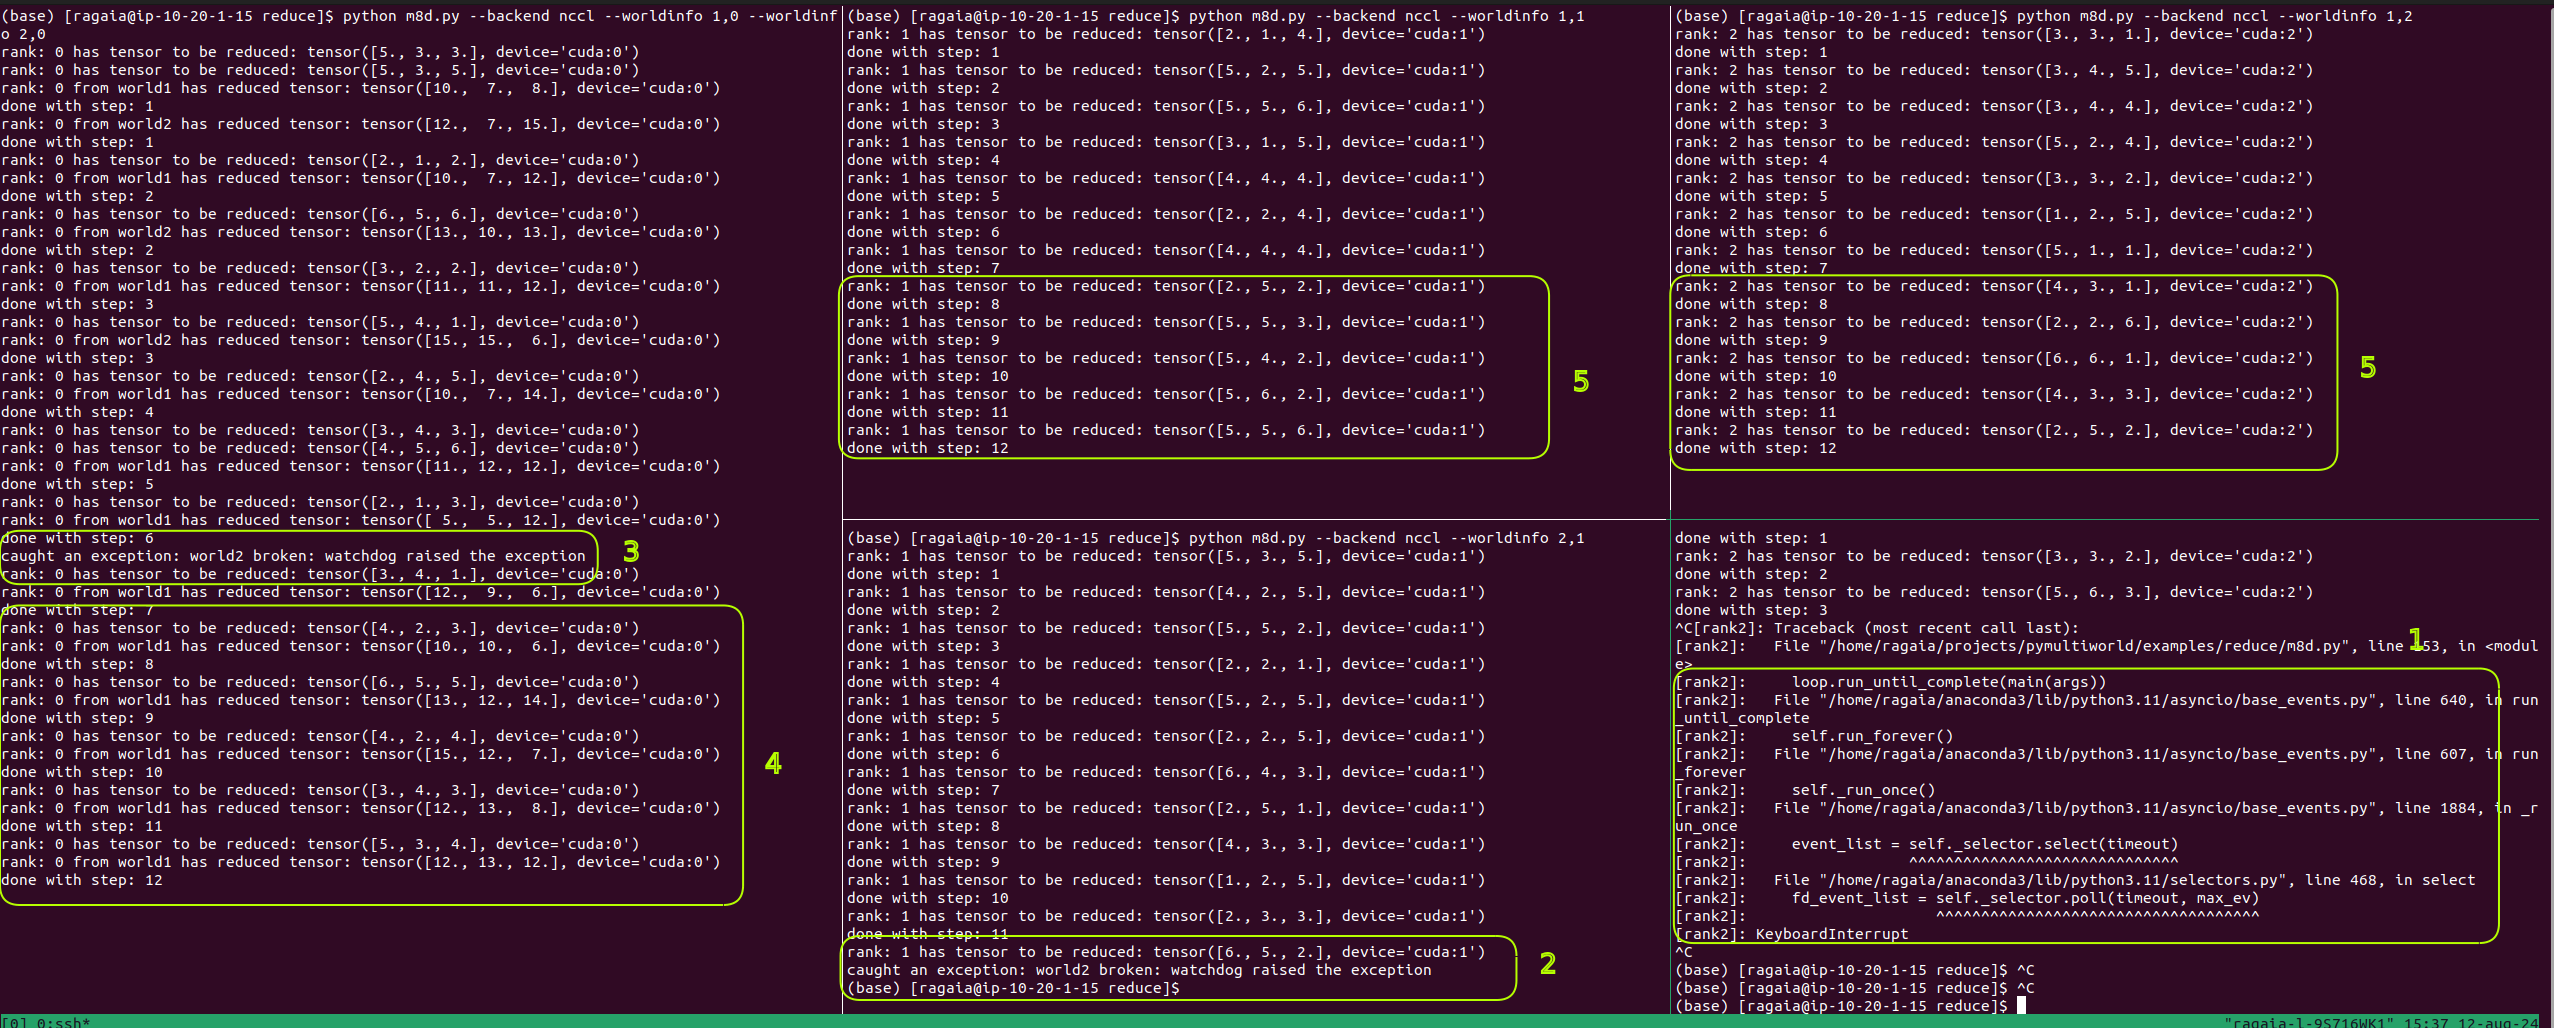 (base) [ragaia@ip-10-20-1-15 reduce]$ python m8d.py --backend nccl --worldinfo 1,0 --worldinf
o 2,0
rank: 0 has tensor to be reduced: tensor([5., 3., 3.], device='cuda:0')
rank: 0 has tensor to be reduced: tensor([5., 3., 5.], device='cuda:0')
rank: 0 from world1 has reduced tensor: tensor([10.,  7.,  8.], device='cuda:0')
done with step: 1
rank: 0 from world2 has reduced tensor: tensor([12.,  7., 15.], device='cuda:0')
done with step: 1
rank: 0 has tensor to be reduced: tensor([2., 1., 2.], device='cuda:0')
rank: 0 from world1 has reduced tensor: tensor([10.,  7., 12.], device='cuda:0')
done with step: 2
rank: 0 has tensor to be reduced: tensor([6., 5., 6.], device='cuda:0')
rank: 0 from world2 has reduced tensor: tensor([13., 10., 13.], device='cuda:0')
done with step: 2
rank: 0 has tensor to be reduced: tensor([3., 2., 2.], device='cuda:0')
rank: 0 from world1 has reduced tensor: tensor([11., 11., 12.], device='cuda:0')
done with step: 3
rank: 0 has tensor to be reduced: tensor([5., 4., 1.], device='cuda:0')
rank: 0 from world2 has reduced tensor: tensor([15., 15.,  6.], device='cuda:0')
done with step: 3
rank: 0 has tensor to be reduced: tensor([2., 4., 5.], device='cuda:0')
rank: 0 from world1 has reduced tensor: tensor([10.,  7., 14.], device='cuda:0')
done with step: 4
rank: 0 has tensor to be reduced: tensor([3., 4., 3.], device='cuda:0')
rank: 0 has tensor to be reduced: tensor([4., 5., 6.], device='cuda:0')
rank: 0 from world1 has reduced tensor: tensor([11., 12., 12.], device='cuda:0')
done with step: 5
rank: 0 has tensor to be reduced: tensor([2., 1., 3.], device='cuda:0')
rank: 0 from world1 has reduced tensor: tensor([ 5.,  5., 12.], device='cuda:0')
done with step: 6
caught an exception: world2 broken: watchdog raised the exception
3
rank: 0 has tensor to be reduced: tensor([3., 4., 1.], device='cuda:0')
rank: 0 from world1 has reduced tensor: tensor([12.,  9.,  6.], device='cuda:0')
done with step: 7
rank: 0 has tensor to be reduced: tensor([4., 2., 3.], device='cuda:0')
rank: 0 from world1 has reduced tensor: tensor([10., 10.,  6.], device='cuda:0')
done with step: 8
rank: 0 has tensor to be reduced: tensor([6., 5., 5.], device='cuda:0')
rank: 0 from world1 has reduced tensor: tensor([13., 12., 14.], device='cuda:0')
done with step: 9
rank: 0 has tensor to be reduced: tensor([4., 2., 4.], device='cuda:0')
rank: 0 from world1 has reduced tensor: tensor([15., 12.,  7.], device='cuda:0')
4
done with step: 10
rank: 0 has tensor to be reduced: tensor([3., 4., 3.], device='cuda:0')
rank: 0 from world1 has reduced tensor: tensor([12., 13.,  8.], device='cuda:0')
done with step: 11
rank: 0 has tensor to be reduced: tensor([5., 3., 4.], device='cuda:0')
rank: 0 from world1 has reduced tensor: tensor([12., 13., 12.], device='cuda:0')
done with step: 12
(base) [ragaia@ip-10-20-1-15 reduce]$ python m8d.py --backend nccl --worldinfo 1,1
rank: 1 has tensor to be reduced: tensor([2., 1., 4.], device='cuda:1')
done with step: 1
rank: 1 has tensor to be reduced: tensor([5., 2., 5.], device='cuda:1')
done with step: 2
rank: 1 has tensor to be reduced: tensor([5., 5., 6.], device='cuda:1')
done with step: 3
rank: 1 has tensor to be reduced: tensor([3., 1., 5.], device='cuda:1')
done with step: 4
rank: 1 has tensor to be reduced: tensor([4., 4., 4.], device='cuda:1')
done with step: 5
rank: 1 has tensor to be reduced: tensor([2., 2., 4.], device='cuda:1')
done with step: 6
rank: 1 has tensor to be reduced: tensor([4., 4., 4.], device='cuda:1')
done with step: 7
rank: 1 has tensor to be reduced: tensor([2., 5., 2.], device='cuda:1')
done with step: 8
rank: 1 has tensor to be reduced: tensor([5., 5., 3.], device='cuda:1')
done with step: 9
rank: 1 has tensor to be reduced: tensor([5., 4., 2.], device='cuda:1')
done with step: 10
5
rank: 1 has tensor to be reduced: tensor([5., 6., 2.], device='cuda:1')
done with step: 11
rank: 1 has tensor to be reduced: tensor([5., 5., 6.], device='cuda:1')
done with step: 12
(base) [ragaia@ip-10-20-1-15 reduce]$ python m8d.py --backend nccl --worldinfo 1,2
rank: 2 has tensor to be reduced: tensor([3., 3., 1.], device='cuda:2')
done with step: 1
rank: 2 has tensor to be reduced: tensor([3., 4., 5.], device='cuda:2')
done with step: 2
rank: 2 has tensor to be reduced: tensor([3., 4., 4.], device='cuda:2')
done with step: 3
rank: 2 has tensor to be reduced: tensor([5., 2., 4.], device='cuda:2')
done with step: 4
rank: 2 has tensor to be reduced: tensor([3., 3., 2.], device='cuda:2')
done with step: 5
rank: 2 has tensor to be reduced: tensor([1., 2., 5.], device='cuda:2')
done with step: 6
rank: 2 has tensor to be reduced: tensor([5., 1., 1.], device='cuda:2')
done with step: 7
rank: 2 has tensor to be reduced: tensor([4., 3., 1.], device='cuda:2')
done with step: 8
rank: 2 has tensor to be reduced: tensor([2., 2., 6.], device='cuda:2')
done with step: 9
rank: 2 has tensor to be reduced: tensor([6., 6., 1.], device='cuda:2')
5
done with step: 10
rank: 2 has tensor to be reduced: tensor([4., 3., 3.], device='cuda:2')
done with step: 11
rank: 2 has tensor to be reduced: tensor([2., 5., 2.], device='cuda:2')
done with step: 12
(base) [ragaia@ip-10-20-1-15 reduce]$ python m8d.py --backend nccl --worldinfo 2,1
rank: 1 has tensor to be reduced: tensor([5., 3., 5.], device='cuda:1')
done with step: 1
rank: 1 has tensor to be reduced: tensor([4., 2., 5.], device='cuda:1')
done with step: 2
rank: 1 has tensor to be reduced: tensor([5., 5., 2.], device='cuda:1')
done with step: 3
rank: 1 has tensor to be reduced: tensor([2., 2., 1.], device='cuda:1')
done with step: 4
rank: 1 has tensor to be reduced: tensor([5., 2., 5.], device='cuda:1')
done with step: 5
rank: 1 has tensor to be reduced: tensor([2., 2., 5.], device='cuda:1')
done with step: 6
rank: 1 has tensor to be reduced: tensor([6., 4., 3.], device='cuda:1')
done with step: 7
rank: 1 has tensor to be reduced: tensor([2., 5., 1.], device='cuda:1')
done with step: 8
rank: 1 has tensor to be reduced: tensor([4., 3., 3.], device='cuda:1')
done with step: 9
rank: 1 has tensor to be reduced: tensor([1., 2., 5.], device='cuda:1')
done with step: 10
rank: 1 has tensor to be reduced: tensor([2., 3., 3.], device='cuda:1')
done with step: 11
rank: 1 has tensor to be reduced: tensor([6., 5., 2.], device='cuda:1')
caught an exception: world2 broken: watchdog raised the exception
2
(base) [ragaia@ip-10-20-1-15 reduce]$
done with step: 1
rank: 2 has tensor to be reduced: tensor([3., 3., 2.], device='cuda:2')
done with step: 2
rank: 2 has tensor to be reduced: tensor([5., 6., 3.], device='cuda:2')
done with step: 3
^C[rank2]: Traceback (most recent call last):
1
[rank2]:   File "/home/ragaia/projects/pymultiworld/examples/reduce/m8d.py", line 53, in <modul
e>
[rank2]:     loop.run_until_complete(main(args))
[rank2]:   File "/home/ragaia/anaconda3/lib/python3.11/asyncio/base_events.py", line 640, in run
_until_complete
[rank2]:     self.run_forever()
[rank2]:   File "/home/ragaia/anaconda3/lib/python3.11/asyncio/base_events.py", line 607, in run
_forever
[rank2]:     self._run_once()
[rank2]:   File "/home/ragaia/anaconda3/lib/python3.11/asyncio/base_events.py", line 1884, in _r
un_once
[rank2]:     event_list = self._selector.select(timeout)
[rank2]:                  ^^^^^^^^^^^^^^^^^^^^^^^^^^^^^^
[rank2]:   File "/home/ragaia/anaconda3/lib/python3.11/selectors.py", line 468, in select
[rank2]:     fd_event_list = self._selector.poll(timeout, max_ev)
[rank2]:                     ^^^^^^^^^^^^^^^^^^^^^^^^^^^^^^^^^^^^
[rank2]: KeyboardInterrupt
^C
(base) [ragaia@ip-10-20-1-15 reduce]$ ^C
(base) [ragaia@ip-10-20-1-15 reduce]$ ^C
(base) [ragaia@ip-10-20-1-15 reduce]$
[0] 0:ssh*
"ragaia-l-9S716WK1" 15:37 12-aug-24